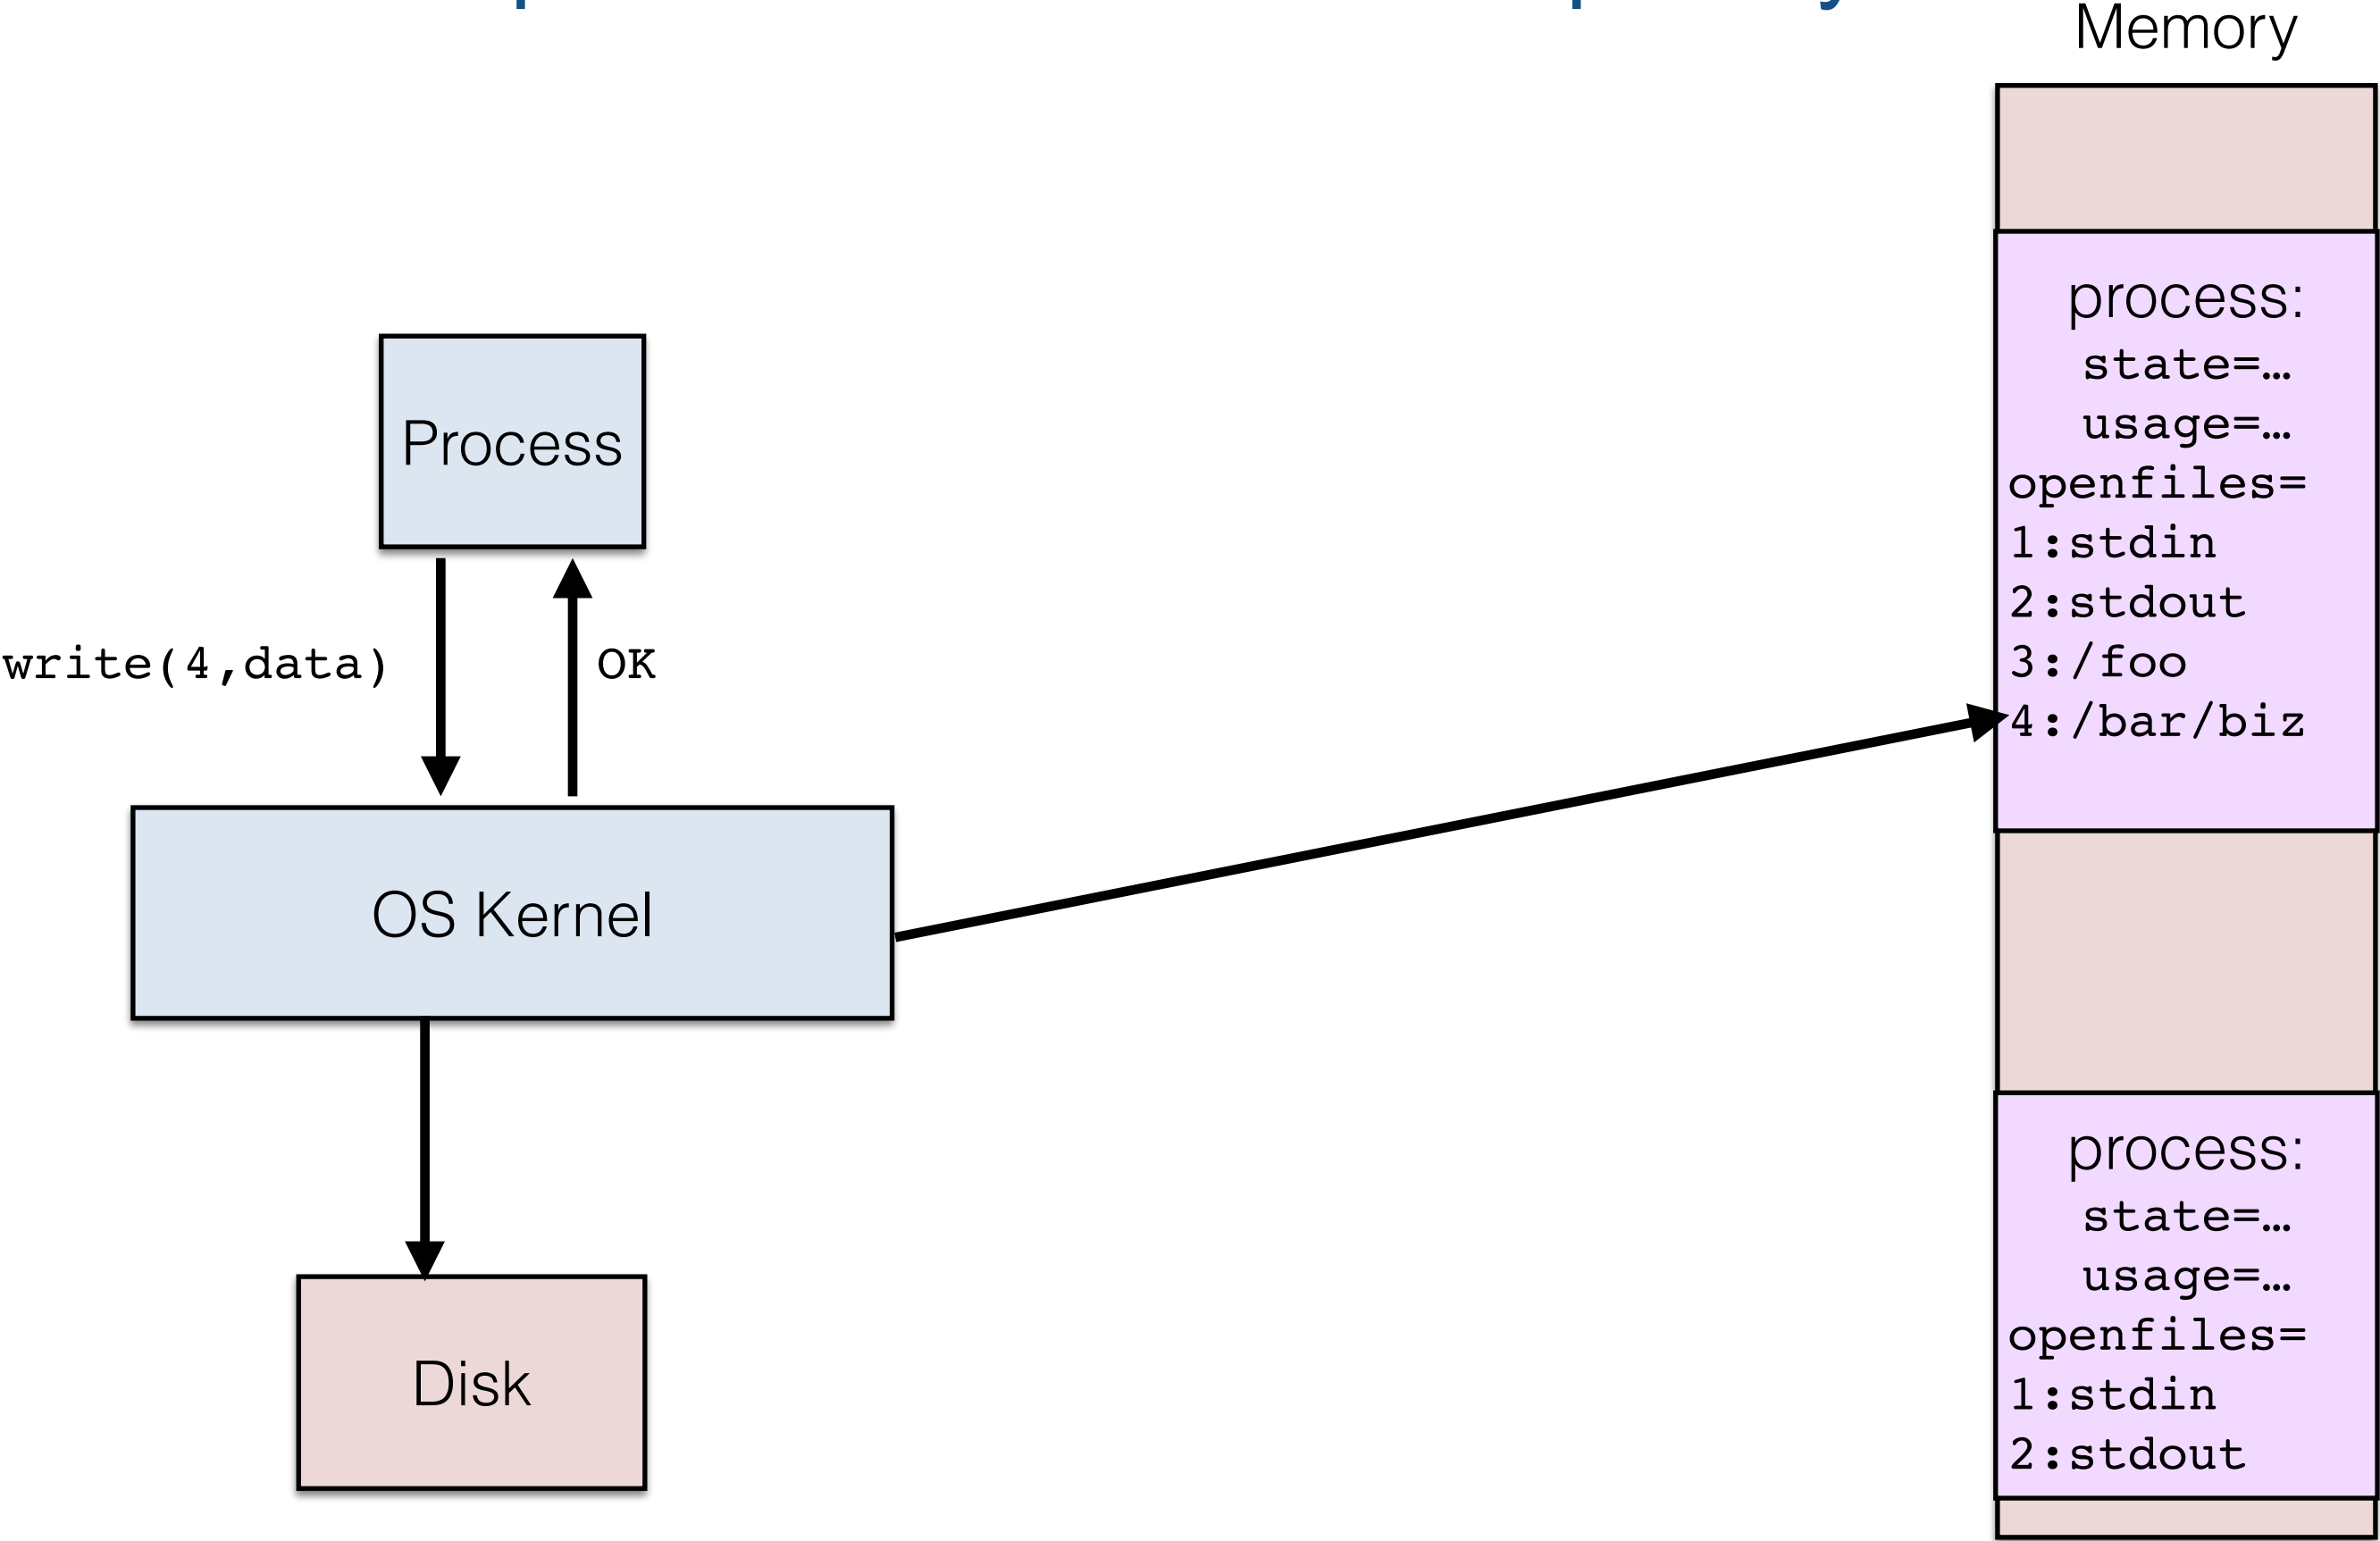 Memory
process:
state=…
usage=…
openfiles=
1:stdin
2:stdout
3:/foo
4:/bar/biz
Process
write(4,data)
OK
OS Kernel
Disk
process:
state=…
usage=…
openfiles=
1:stdin
2:stdout